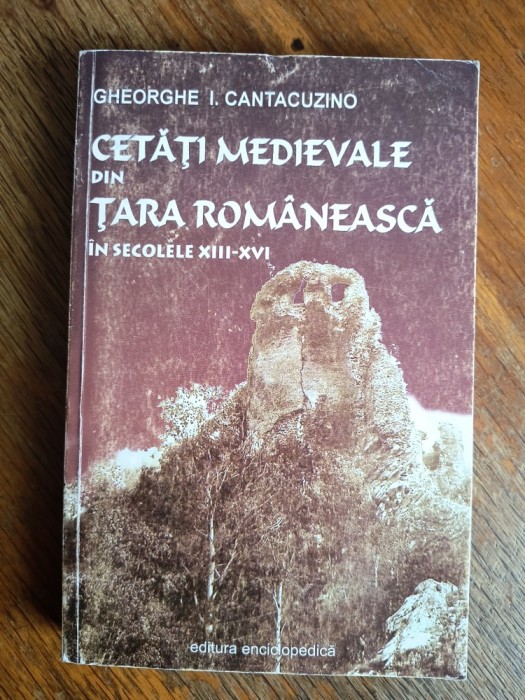 GHEORGHE I. CANTACUZINO
CETĂŢI MEDIEVALE
DIN
ŢARA ROMÂNEASCĂ
ÎN SECOLELE XIII-XVI
editura enciclopedică